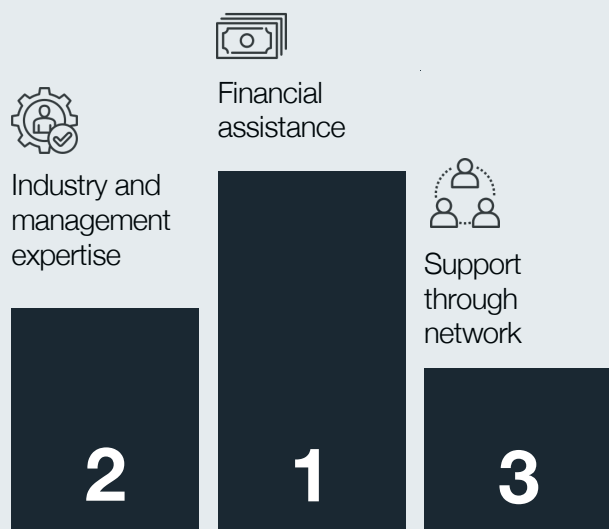 Industry and
management
expertise
2
Financial
assistance
1
Support
through
network
3